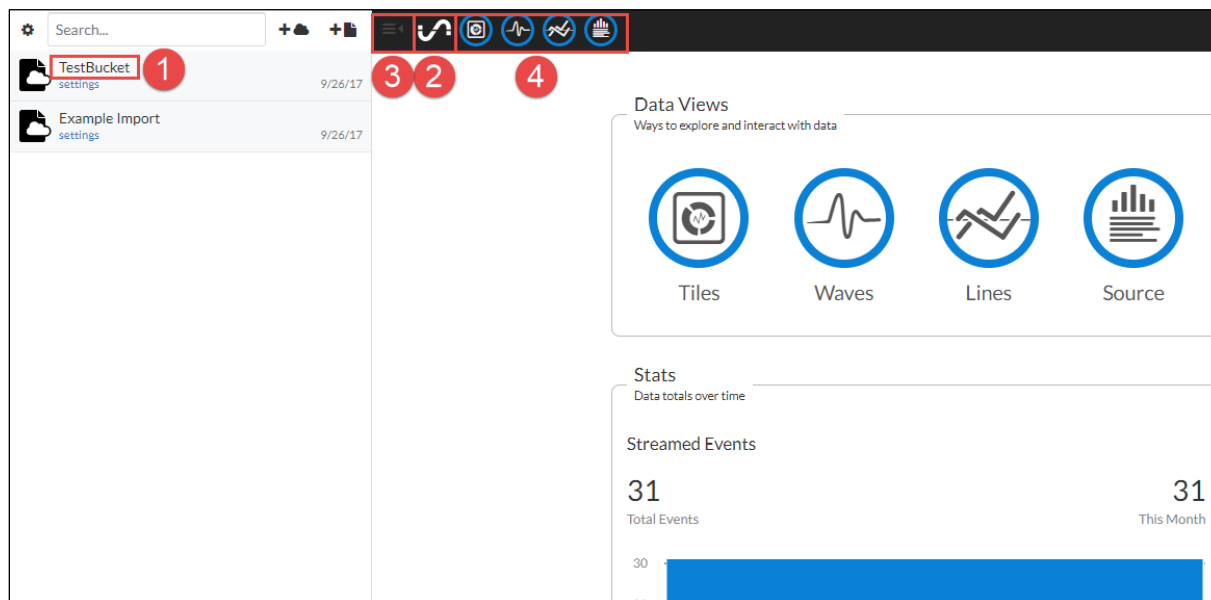 Search...
TestBucket
1
settings
9/26/17
3
2
4
Example Import
settings
9/26/17
Data Views
Ways to explore and interact with data
Tiles
Waves
Lines
Source
Stats
Data totals over time
Streamed Events
31
31
Total Events
This Month
30